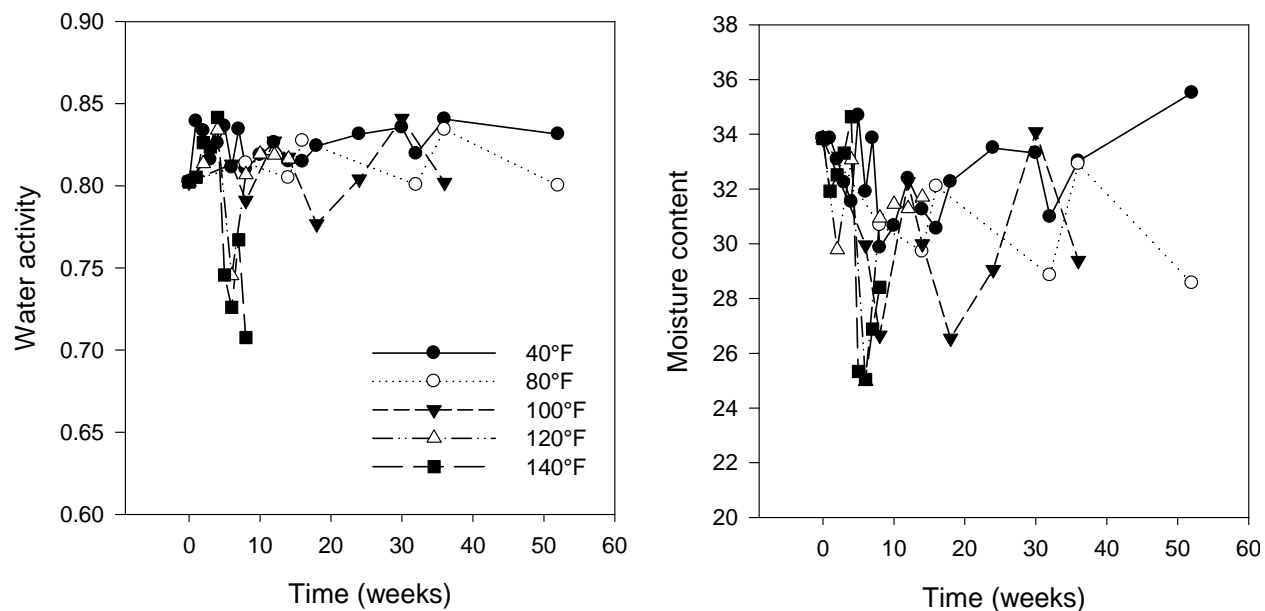 0.90
0.85
0.80
0.75
0.70
0.65
0.60
Water activity
0 10 20 30 40 50 60
Time (weeks)
40°F
80°F
100°F
120°F
140°F
38
36
34
32
30
28
26
24
22
20
Moisture content
0 10 20 30 40 50 60
Time (weeks)